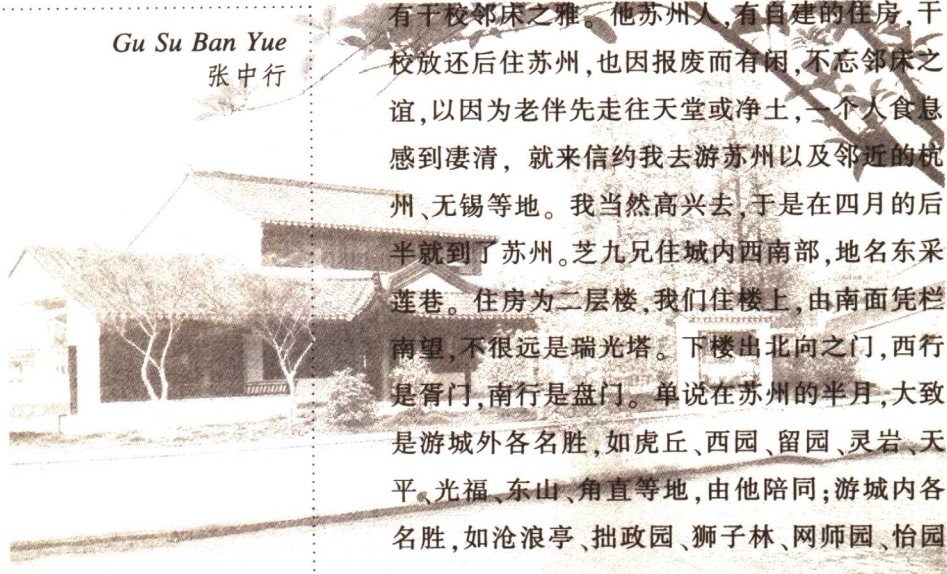 Gu Su Ban Yue
张中行
有干校邻床之雅。他苏州人,有自建的住房,干
校放还后住苏州,也因报废而有闲,不忘邻床之
谊,以因为老伴先走往天堂或净土,一个人食息
感到凄清, 就来信约我去游苏州以及邻近的杭
州、无锡等地。我当然高兴去,于是在四月的后
半就到了苏州。芝九兄住城内西南部,地名东采
莲巷。住房为二层楼,我们住楼上,由南面凭栏
南望,不很远是瑞光塔。下楼出北向之门,西行
是胥门,南行是盘门。单说在苏州的半月,大致
是游城外各名胜,如虎丘、西园、留园、灵岩、天
平、光福、东山、角直等地,由他陪同;游城内各
名胜,如沧浪亭、拙政园、狮子林、网师园、怡园